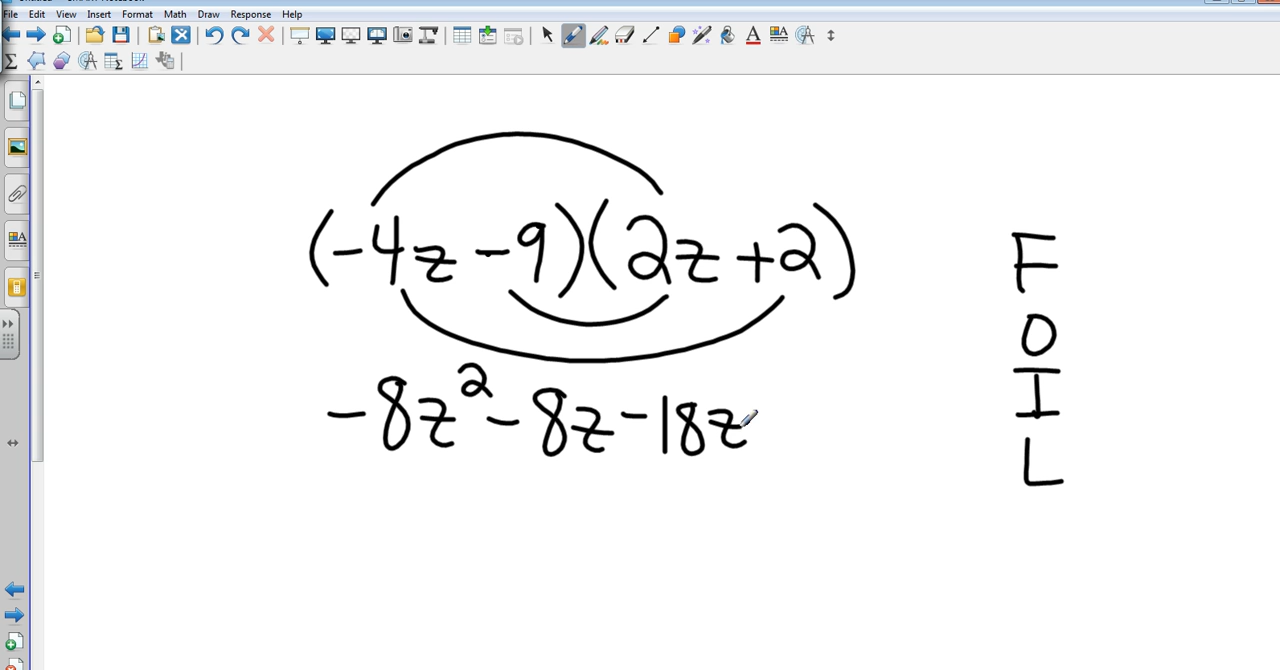 File Edit View Insert Format Math Draw Response Help
(-4z - 9)(2z + 2)
-8z² - 8z - 18z
F
O
I
L